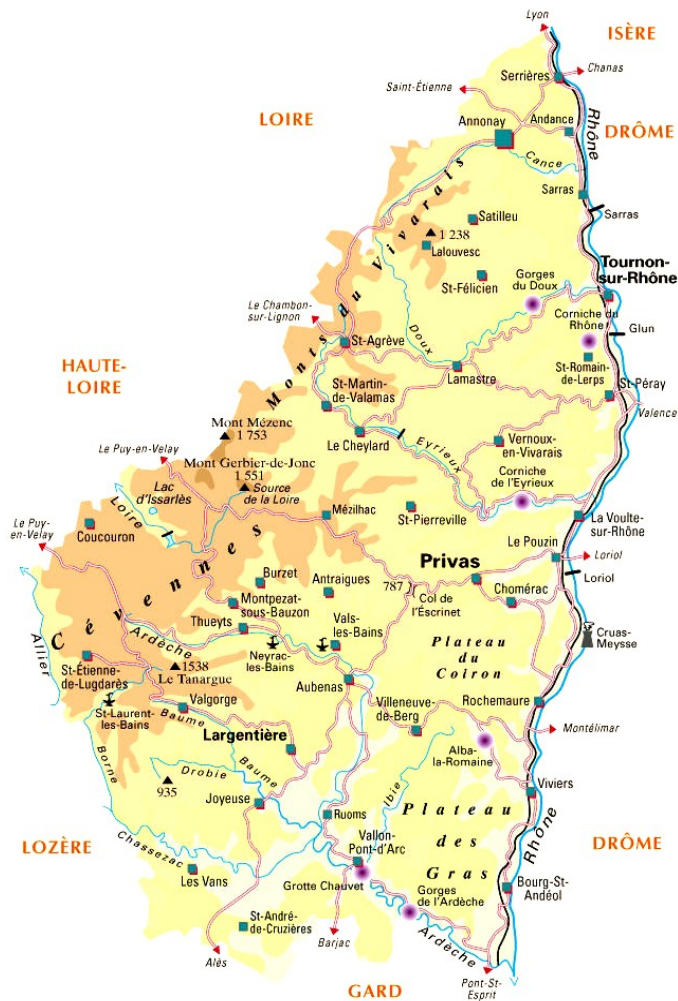 Lyon
ISÈRE
Serrières
Chanas
Saint-Étienne
LOIRE
Annonay
Andance
Rhône
DRÔME
Cance
Sarras
Sarras
Satilleu
1 238
Lalouvesc
Monts du Vivarais
St-Félicien
Gorges
du Doux
Tournon-
sur-Rhône
Le Chambon-
sur-Lignon
Corniche du
Rhône
Glun
St-Agrève
Doux
Lamastre
St-Romain-
de-Lerps
HAUTE-
LOIRE
St-Martin-
de-Valamas
St-Péray
Valence
Mont Mézenc
1 753
Le Cheylard
Eyrieux
Vernoux-
en-Vivarais
Le Puy-en-Velay
Mont Gerbier-de-Jonc
1 551
Source
de la Loire
Lac
d'Issarlès
Corniche
de l'Eyrieux
Loire
Mézilhac
St-Pierreville
La Voulte-
sur-Rhône
Le Puy-
en-Velay
Coucouron
Cévennes
Privas
Le Pouzin
Loriol
Loriol
Burzet
Antraigues
787
Col de
l'Escrinet
Chomérac
Montpezat-
sous-Bauzon
Allier
Ardèche
Thueyts
Vals-
les-Bains
Neyrac-
les-Bains
Plateau
du
Coiron
Cruas-
Meysse
St-Étienne-
de-Lugdarès
1538
Le Tanargue
Aubenas
St-Laurent-
les-Bains
Valgorge
Baume
Villeneuve-
de-Berg
Rochemaure
Montélimar
Largentière
Alba-
la-Romaine
Borne
Drobie
Baume
935
Joyeuse
Ibie
Viviers
Ruoms
Plateau
des
Gras
Rhône
LOZÈRE
Chassezac
Vallon-
Pont-d'Arc
DRÔME
Les Vans
Grotte Chauvet
Gorges
de l'Ardèche
Bourg-St-
Andéol
St-André-
de-Cruzières
Ardèche
Alès
Barjac
Pont-St-
Esprit
GARD